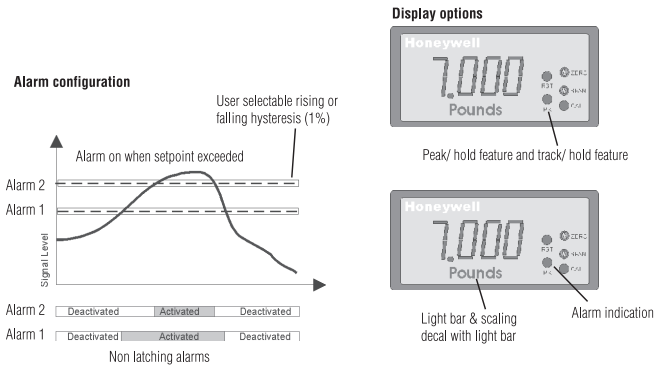 Display options
Honeywell
7.000
Pounds
RST
PK
ZERO
SPAN
CAL
Peak/ hold feature and track/ hold feature
Alarm configuration
User selectable rising or
falling hysteresis (1%)
Alarm on when setpoint exceeded
Alarm 2
Alarm 1
Signal Level
Alarm 2 Deactivated Activated Deactivated
Alarm 1 Deactivated Activated Deactivated
Non latching alarms
Honeywell
7.000
Pounds
RST
PK
ZERO
SPAN
CAL
Light bar & scaling
decal with light bar
Alarm indication